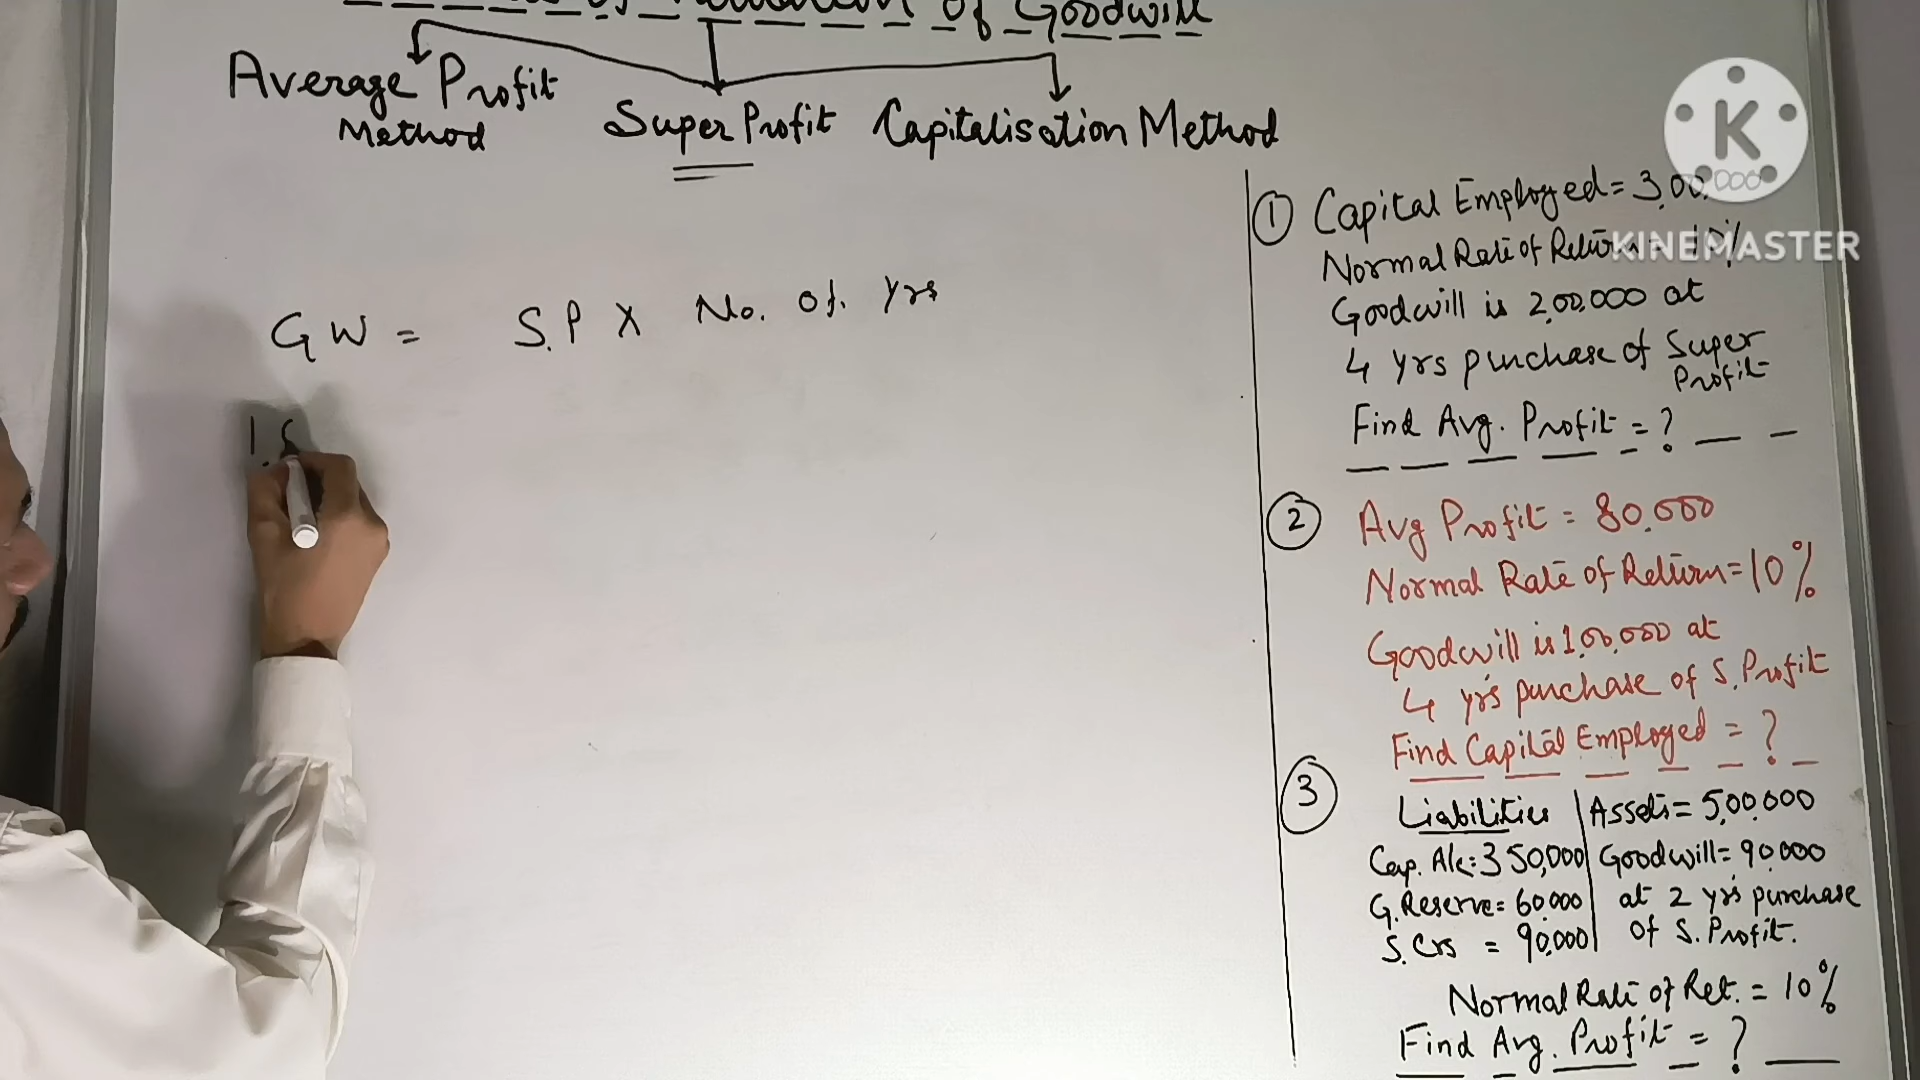 of Valuation of Goodwill
Average Profit
Method
Super Profit
Capitalisation Method
GW = S.P X No. of. Yrs
1. S
① Capital Employed = 3,00,000
Normal Rate of Return = 10%
Goodwill is 2,00,000 at
4 yrs purchase of Super
Profit
Find Avg. Profit = ?
② Avg Profit = 80,000
Normal Rate of Return = 10%
Goodwill is 1,00,000 at
4 yrs purchase of S. Profit
Find Capital Employed = ?
③
Liabilities | Assets = 5,00,000
Cap. A/c: 350,000 | Goodwill = 90,000
G. Reserve = 60,000 | at 2 yrs purchase
S. Crs = 90,000 | of S. Profit.
Normal Rate of Ret. = 10%
Find Avg. Profit = ?
K
KINEMASTER